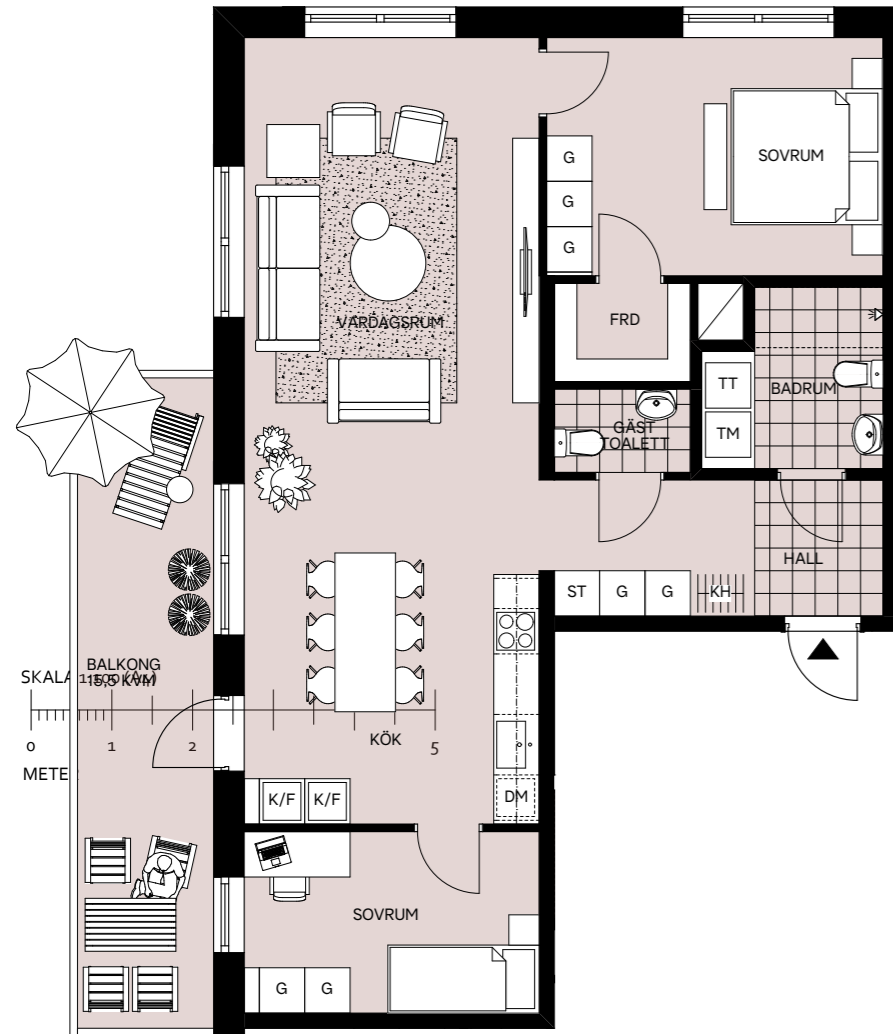 SOVRUM
G
G
G
FRD
VARDAGSRUM
TT
BADRUM
TM
GÄST
TOALETT
HALL
ST G G KH
BALKONG
15,5 KVM
SKALA
0 1 2 5
METER
KÖK
K/F K/F
DM
SOVRUM
G G